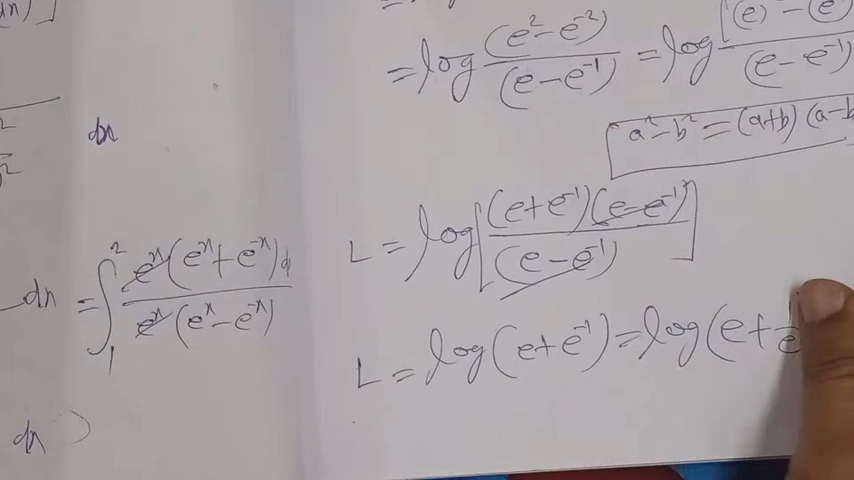 dx
dx = ∫₁² e^x (e^x + e^-x) d / e^x (e^x - e^-x)
dx
= log (e² - e^-2) / (e - e^-1) = log [(e) - (e / (e - e^-1)
a² - b² = (a+b) (a-b
L = log [(e + e^-1)(e - e^-1) / (e - e^-1)]
L = log (e + e^-1) = log (e + 1/e